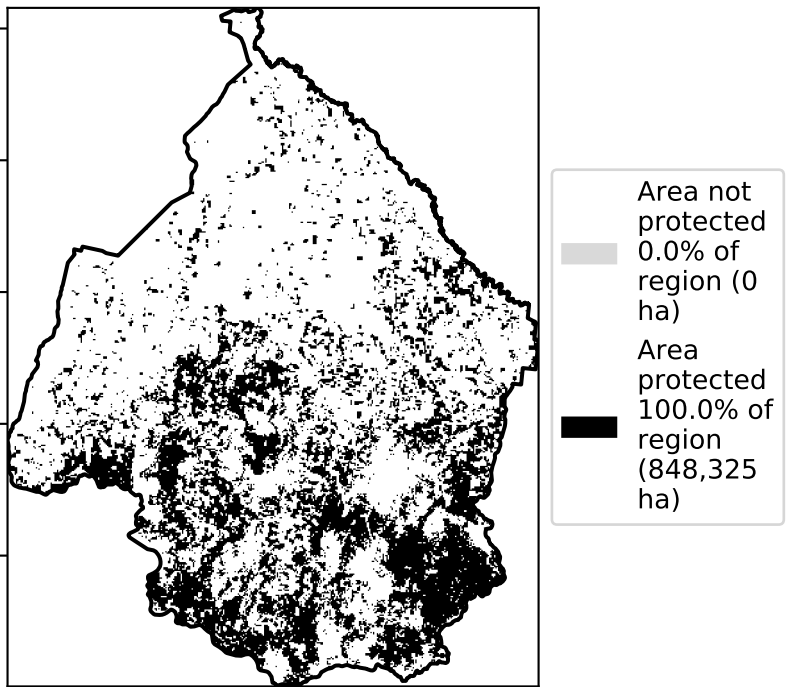 Area not
protected
0.0% of
region (0
ha)
Area
protected
100.0% of
region
(848,325
ha)